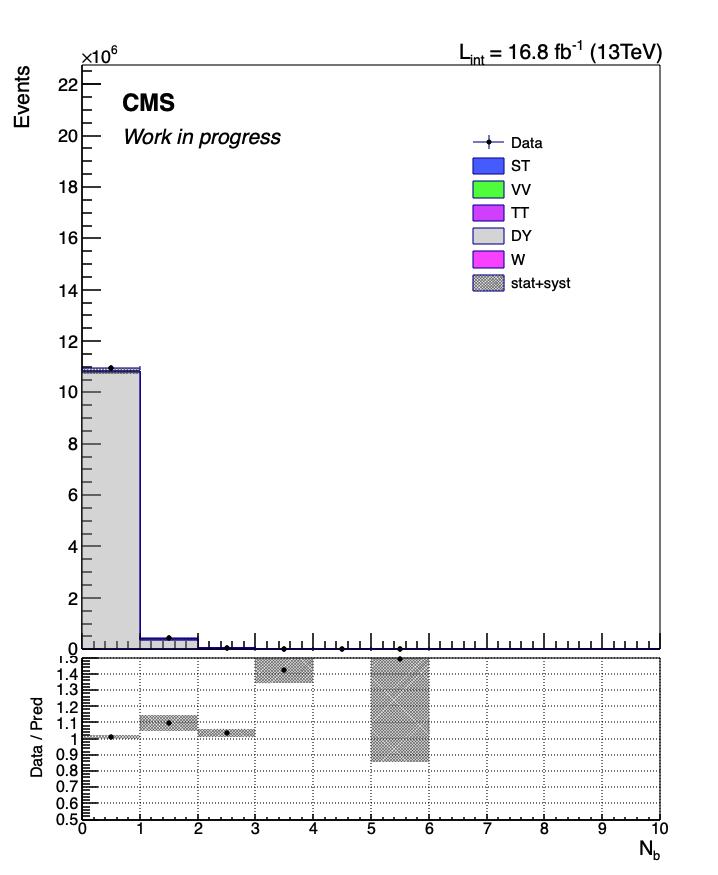 ×10⁶
L_int = 16.8 fb⁻¹ (13TeV)
Events
22
20
18
16
14
12
10
8
6
4
2
0
CMS
Work in progress
Data
ST
VV
TT
DY
W
stat+syst
Data / Pred
1.5
1.4
1.3
1.2
1.1
1
0.9
0.8
0.7
0.6
0.5
0 1 2 3 4 5 6 7 8 9 10
N_b